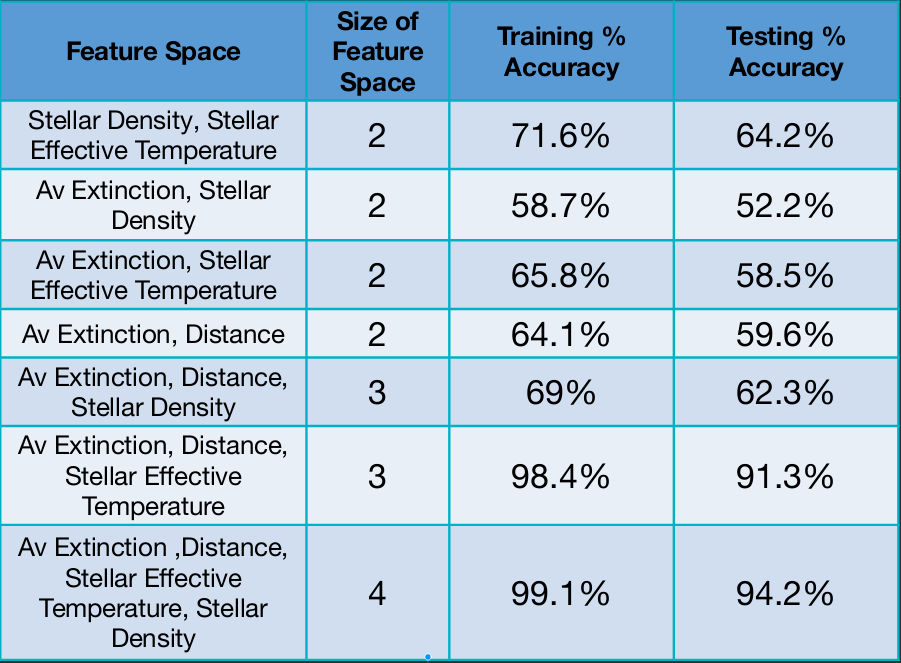 Feature Space
Size of
Feature
Space
Training %
Accuracy
Testing %
Accuracy
Stellar Density, Stellar
Effective Temperature
2
71.6%
64.2%
Av Extinction, Stellar
Density
2
58.7%
52.2%
Av Extinction, Stellar
Effective Temperature
2
65.8%
58.5%
Av Extinction, Distance
2
64.1%
59.6%
Av Extinction, Distance,
Stellar Density
3
69%
62.3%
Av Extinction, Distance,
Stellar Effective
Temperature
3
98.4%
91.3%
Av Extinction ,Distance,
Stellar Effective
Temperature, Stellar
Density
4
99.1%
94.2%